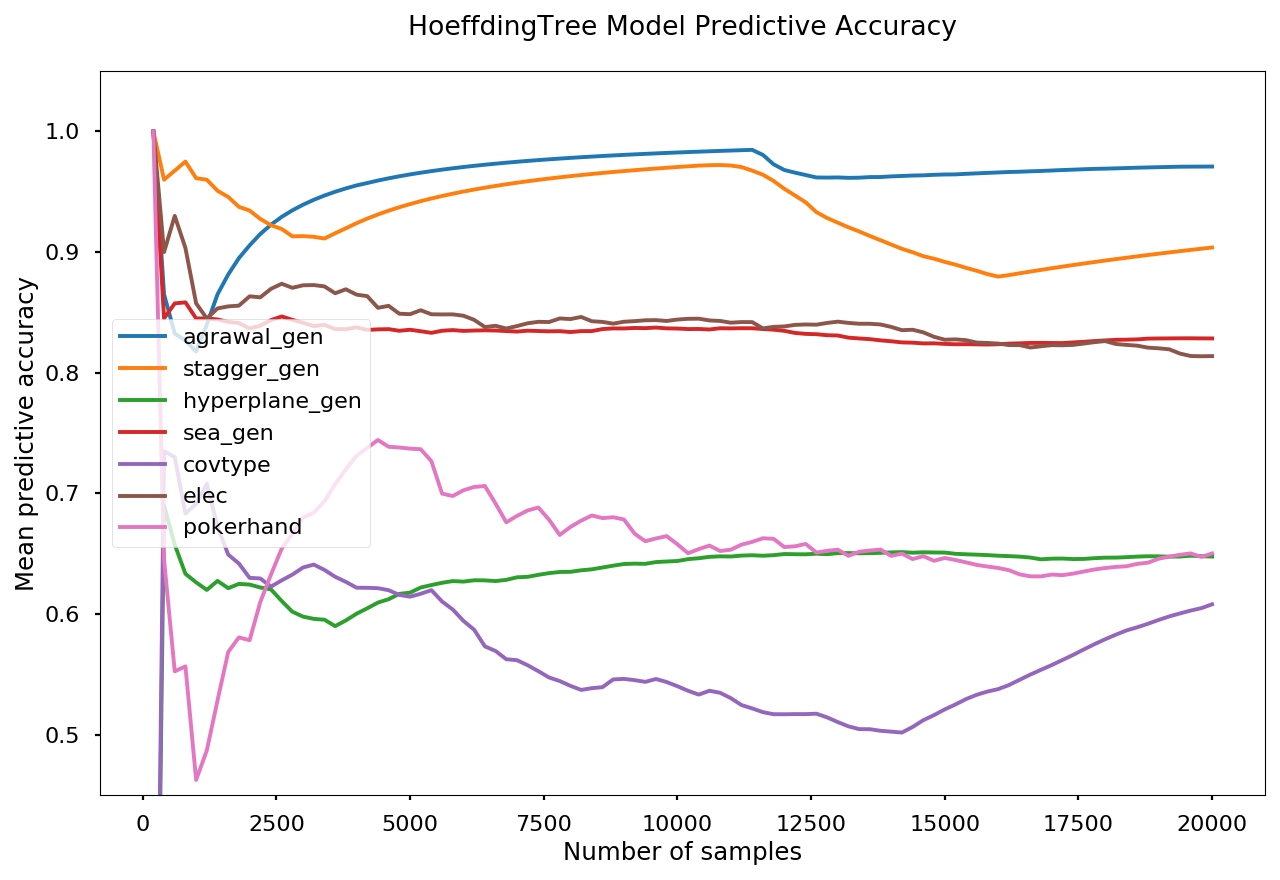 HoeffdingTree Model Predictive Accuracy
Mean predictive accuracy
1.0
0.9
0.8
0.7
0.6
0.5
agrawal_gen
stagger_gen
hyperplane_gen
sea_gen
covtype
elec
pokerhand
0 2500 5000 7500 10000 12500 15000 17500 20000
Number of samples